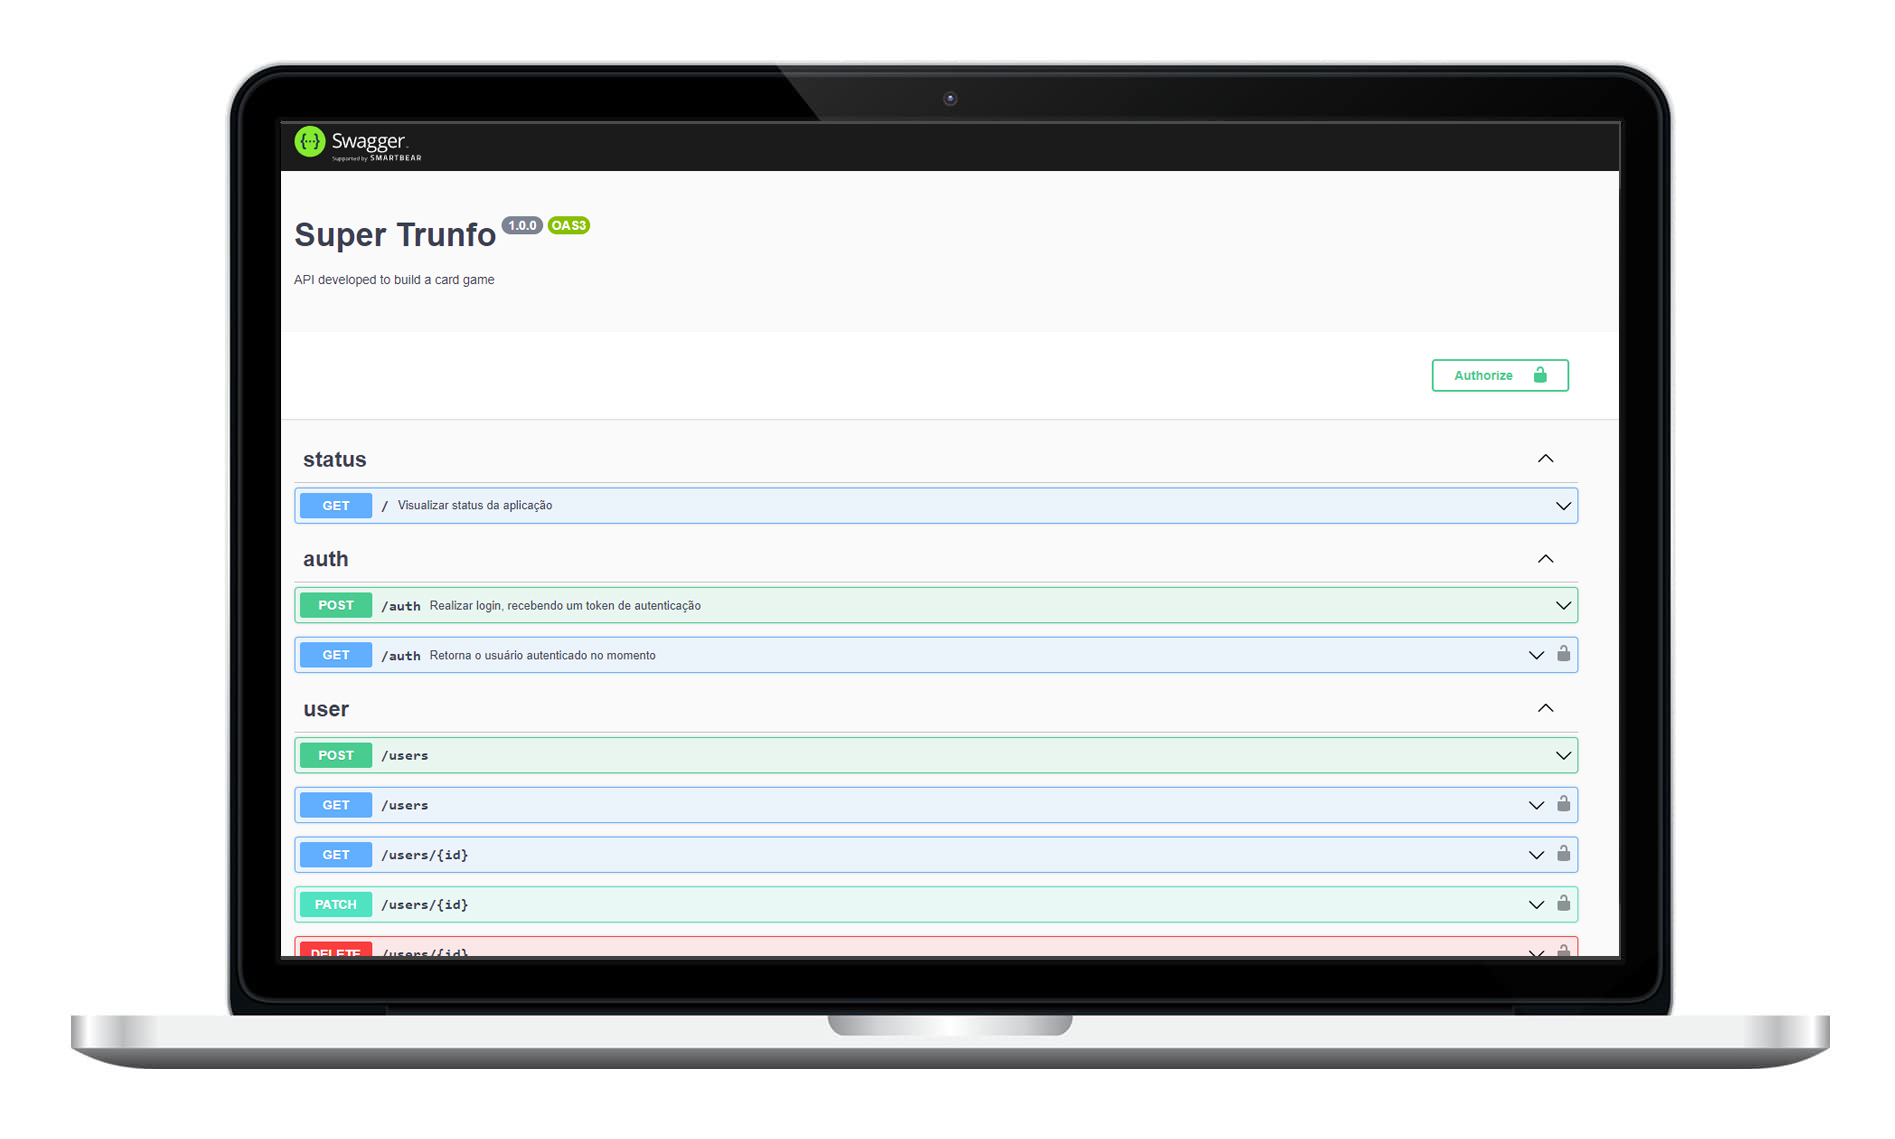 {···} Swagger
Supported by SMARTBEAR
Super Trunfo 1.0.0 OAS3
API developed to build a card game
Authorize
status
GET / Visualizar status da aplicação
auth
POST /auth Realizar login, recebendo um token de autenticação
GET /auth Retorna o usuário autenticado no momento
user
POST /users
GET /users
GET /users/{id}
PATCH /users/{id}
DELETE /users/{id}